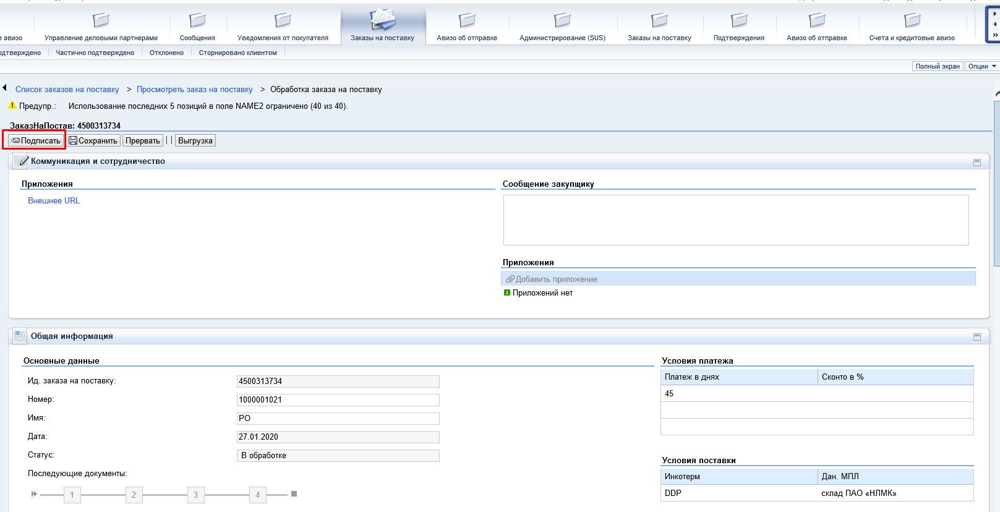 е авизо
Управление деловыми партнерами
Сообщения
Уведомления от покупателя
Заказы на поставку
Авизо об отправке
Администрирование (SUS)
Заказы на поставку
Подтверждения
Авизо об отправке
Счета и кредитовые авизо
одтверждено
Частично подтверждено
Отклонено
Сторнировано клиентом
Полный экран
Опции
Список заказов на поставку > Просмотреть заказ на поставку > Обработка заказа на поставку
Предупр.: Использование последних 5 позиций в поле NAME2 ограничено (40 из 40).
ЗаказНаПостав: 4500313734
Подписать
Сохранить
Прервать
Выгрузка
Коммуникация и сотрудничество
Приложения
Внешнее URL
Сообщение закупщику
Приложения
Добавить приложение
Приложений нет
Общая информация
Основные данные
Ид. заказа на поставку: 4500313734
Номер: 1000001021
Имя: РО
Дата: 27.01.2020
Статус: В обработке
Последующие документы:
1 2 3 4
Условия платежа
Платеж в днях Сконто в %
45
Условия поставки
Инкотерм Дан. МПЛ
DDP склад ПАО «НЛМК»